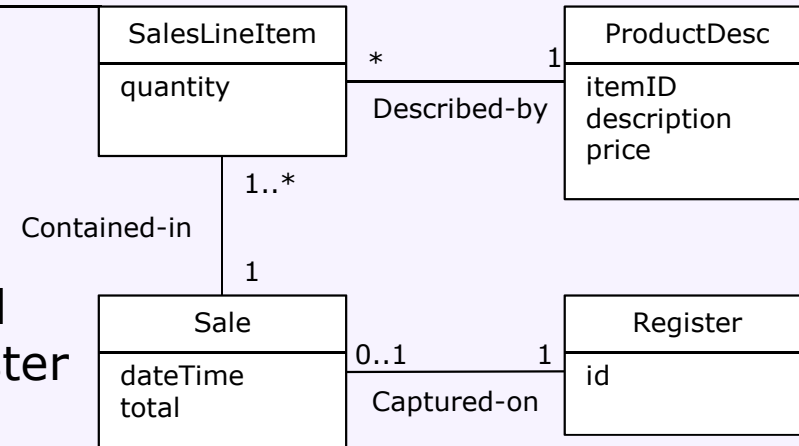 SalesLineItem
quantity
ProductDesc
itemID
description
price
*
1
Described-by
1..*
Contained-in
1
ster
Sale
dateTime
total
0..1
1
Captured-on
Register
id